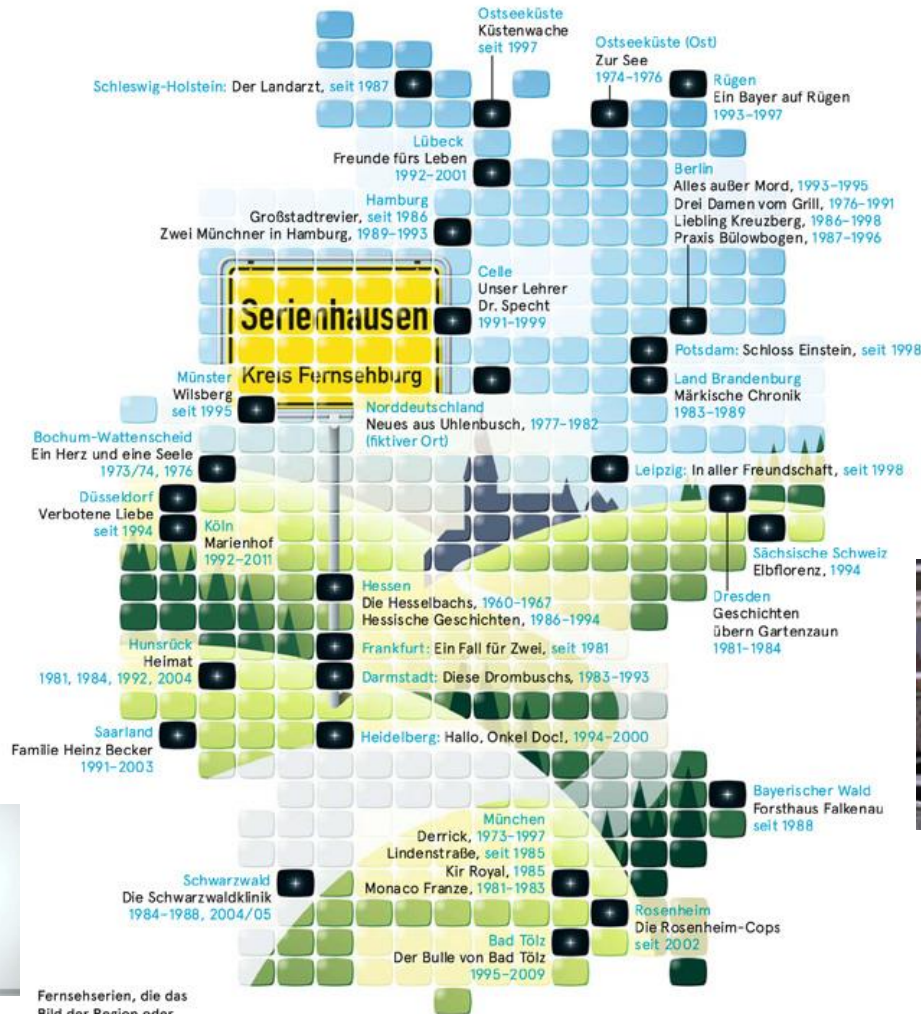 Ostseeküste
Küstenwache
seit 1997
Ostseeküste (Ost)
Zur See
1974–1976
Schleswig-Holstein: Der Landarzt, seit 1987
Rügen
Ein Bayer auf Rügen
1993–1997
Lübeck
Freunde fürs Leben
1992–2001
Berlin
Alles außer Mord, 1993–1995
Drei Damen vom Grill, 1976–1991
Liebling Kreuzberg, 1986–1998
Praxis Bülowbogen, 1987–1996
Hamburg
Großstadtrevier, seit 1986
Zwei Münchner in Hamburg, 1989–1993
Celle
Unser Lehrer
Dr. Specht
1991–1999
Serienhausen
Kreis Fernsehburg
Potsdam: Schloss Einstein, seit 1998
Land Brandenburg
Märkische Chronik
1983–1989
Münster
Wilsberg
seit 1995
Norddeutschland
Neues aus Uhlenbusch, 1977–1982
(fiktiver Ort)
Bochum-Wattenscheid
Ein Herz und eine Seele
1973/74, 1976
Leipzig: In aller Freundschaft, seit 1998
Düsseldorf
Verbotene Liebe
seit 1994
Köln
Marienhof
1992–2011
Sächsische Schweiz
Elbflorenz, 1994
Hessen
Die Hesselbachs, 1960–1967
Hessische Geschichten, 1986–1994
Dresden
Geschichten
übern Gartenzaun
1981–1984
Frankfurt: Ein Fall für Zwei, seit 1981
Hunsrück
Heimat
1981, 1984, 1992, 2004
Darmstadt: Diese Drombuschs, 1983–1993
Saarland
Familie Heinz Becker
1991–2003
Heidelberg: Hallo, Onkel Doc!, 1994–2000
Bayerischer Wald
Forsthaus Falkenau
seit 1988
München
Derrick, 1973–1997
Lindenstraße, seit 1985
Kir Royal, 1985
Monaco Franze, 1981–1983
Schwarzwald
Die Schwarzwaldklinik
1984–1988, 2004/05
Rosenheim
Die Rosenheim-Cops
seit 2002
Bad Tölz
Der Bulle von Bad Tölz
1995–2009
Fernsehserien, die das
Bild der Region oder